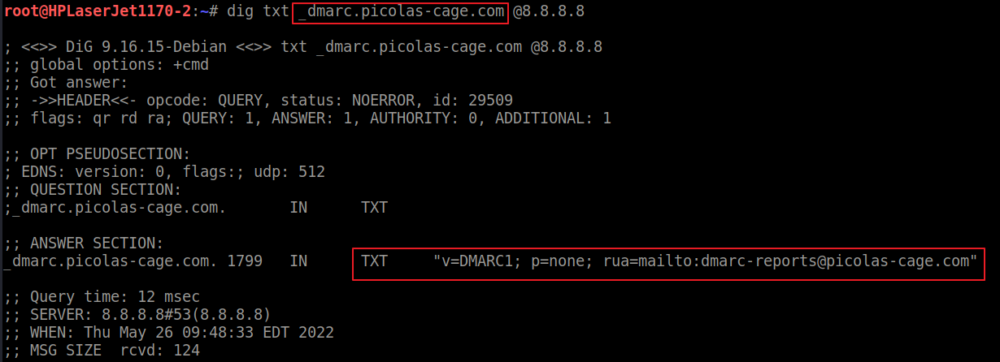 root@HPLaserJet1170-2:~# dig txt _dmarc.picolas-cage.com @8.8.8.8
; <<>> DiG 9.16.15-Debian <<>> txt _dmarc.picolas-cage.com @8.8.8.8
;; global options: +cmd
;; Got answer:
;; ->>HEADER<<- opcode: QUERY, status: NOERROR, id: 29509
;; flags: qr rd ra; QUERY: 1, ANSWER: 1, AUTHORITY: 0, ADDITIONAL: 1
;; OPT PSEUDOSECTION:
; EDNS: version: 0, flags:; udp: 512
;; QUESTION SECTION:
;_dmarc.picolas-cage.com. IN TXT
;; ANSWER SECTION:
_dmarc.picolas-cage.com. 1799 IN TXT "v=DMARC1; p=none; rua=mailto:dmarc-reports@picolas-cage.com"
;; Query time: 12 msec
;; SERVER: 8.8.8.8#53(8.8.8.8)
;; WHEN: Thu May 26 09:48:33 EDT 2022
;; MSG SIZE rcvd: 124